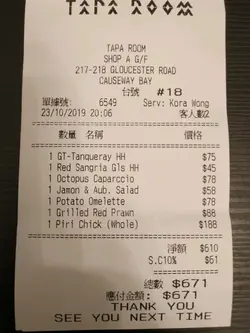 TAPA ROOM
TAPA ROOM
SHOP A G/F
217-218 GLOUCESTER ROAD
CAUSEWAY BAY
台號 #18
單據號: 6549 Serv: Kora Wong
23/10/2019 20:06 客人數2
數量 名稱 價格
1 GT-Tanqueray HH $75
1 Red Sangria Gls HH $45
1 Octopus Caparccio $78
1 Jamon & Aub. Salad $58
1 Potato Omelette $78
1 Grilled Red Prawn $88
1 Piri Chick (Whole) $188
淨額 $610
S.C10% $61
總數 $671
應付金額: $671
THANK YOU
SEE YOU NEXT TIME